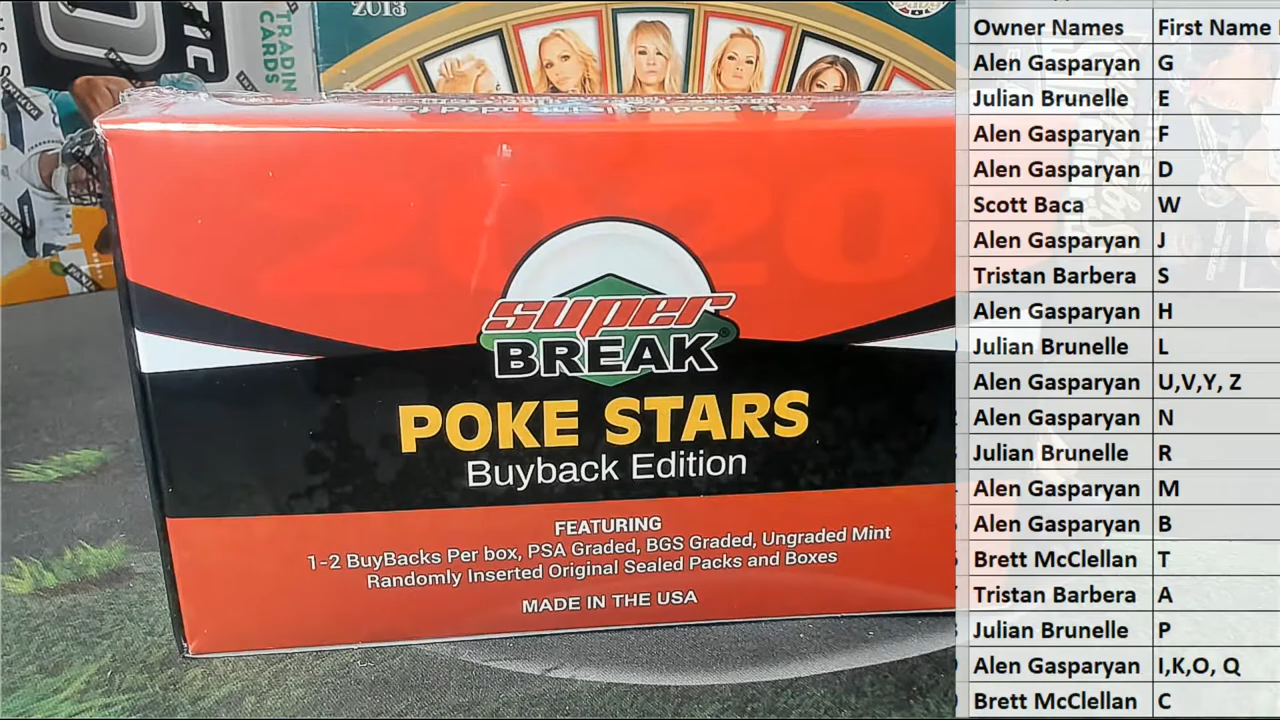 2013
TRADING
CARDS
2020
super
BREAK
POKE STARS
Buyback Edition
FEATURING
1-2 BuyBacks Per box, PSA Graded, BGS Graded, Ungraded Mint
Randomly Inserted Original Sealed Packs and Boxes
MADE IN THE USA
Owner Names First Name
Alen Gasparyan G
Julian Brunelle E
Alen Gasparyan F
Alen Gasparyan D
Scott Baca W
Alen Gasparyan J
Tristan Barbera S
Alen Gasparyan H
Julian Brunelle L
Alen Gasparyan U,V,Y, Z
Alen Gasparyan N
Julian Brunelle R
Alen Gasparyan M
Alen Gasparyan B
Brett McClellan T
Tristan Barbera A
Julian Brunelle P
Alen Gasparyan I,K,O, Q
Brett McClellan C